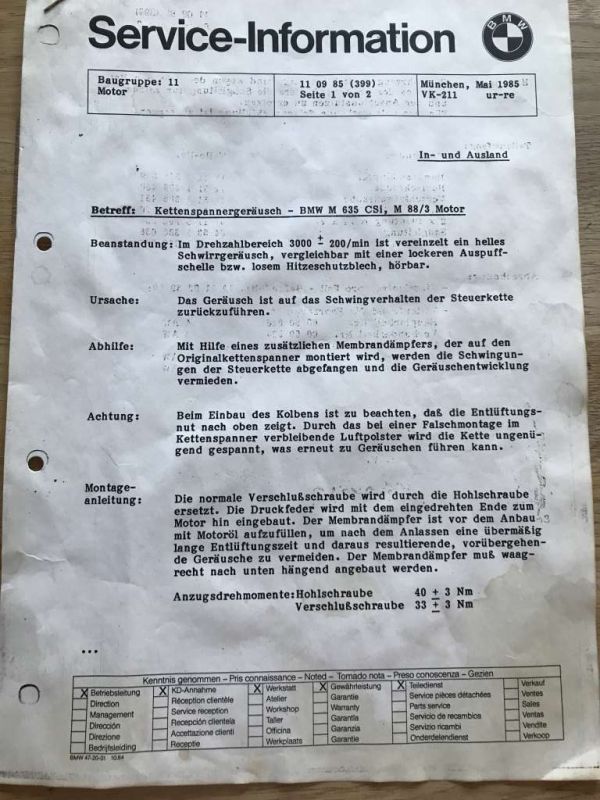 Service-Information
BMW
Baugruppe: 11
Motor
11 09 85 (399)
Seite 1 von 2
München, Mai 1985
VK-211 ur-re
In- und Ausland
Betreff: Kettenspannergeräusch - BMW M 635 CSi, M 88/3 Motor
Beanstandung: Im Drehzahlbereich 3000 ± 200/min ist vereinzelt ein helles
Schwirrgeräusch, vergleichbar mit einer lockeren Auspuff-
schelle bzw. losem Hitzeschutzblech, hörbar.
Ursache: Das Geräusch ist auf das Schwingverhalten der Steuerkette
zurückzuführen.
Abhilfe: Mit Hilfe eines zusätzlichen Membrandämpfers, der auf den
Originalkettenspanner montiert wird, werden die Schwingun-
gen der Steuerkette abgefangen und die Geräuschentwicklung
vermieden.
Achtung: Beim Einbau des Kolbens ist zu beachten, daß die Entlüftungs-
nut nach oben zeigt. Durch das bei einer Falschmontage im
Kettenspanner verbleibende Luftpolster wird die Kette ungenü-
gend gespannt, was erneut zu Geräuschen führen kann.
Montage-
anleitung: Die normale Verschlußschraube wird durch die Hohlschraube
ersetzt. Die Druckfeder wird mit dem eingedrehten Ende zum
Motor hin eingebaut. Der Membrandämpfer ist vor dem Anbau
mit Motoröl aufzufüllen, um nach dem Anlassen eine übermäßig
lange Entlüftungszeit und daraus resultierende, vorübergehen-
de Geräusche zu vermeiden. Der Membrandämpfer muß waag-
recht nach unten hängend angebaut werden.
Anzugsdrehmomente: Hohlschraube 40 ± 3 Nm
Verschlußschraube 33 ± 3 Nm
...
Kenntnis genommen – Pris connaissance – Noted – Tomado nota – Preso conoscenza – Gezien
X Betriebsleitung
Direction
Management
Dirección
Direzione
Bedrijfsleiding
X KD-Annahme
Réception clientèle
Service reception
Recepción clientela
Accettazione clienti
Receptie
X Werkstatt
Atelier
Workshop
Taller
Officina
Werkplaats
X Gewährleistung
Garantie
Warranty
Garantía
Garanzia
Garantie
X Teiledienst
Service pièces détachées
Parts service
Servicio de recambios
Servizio ricambi
Onderdelendienst
Verkauf
Ventes
Sales
Ventas
Vendite
Verkoop
BMW 47-20-01 10.84